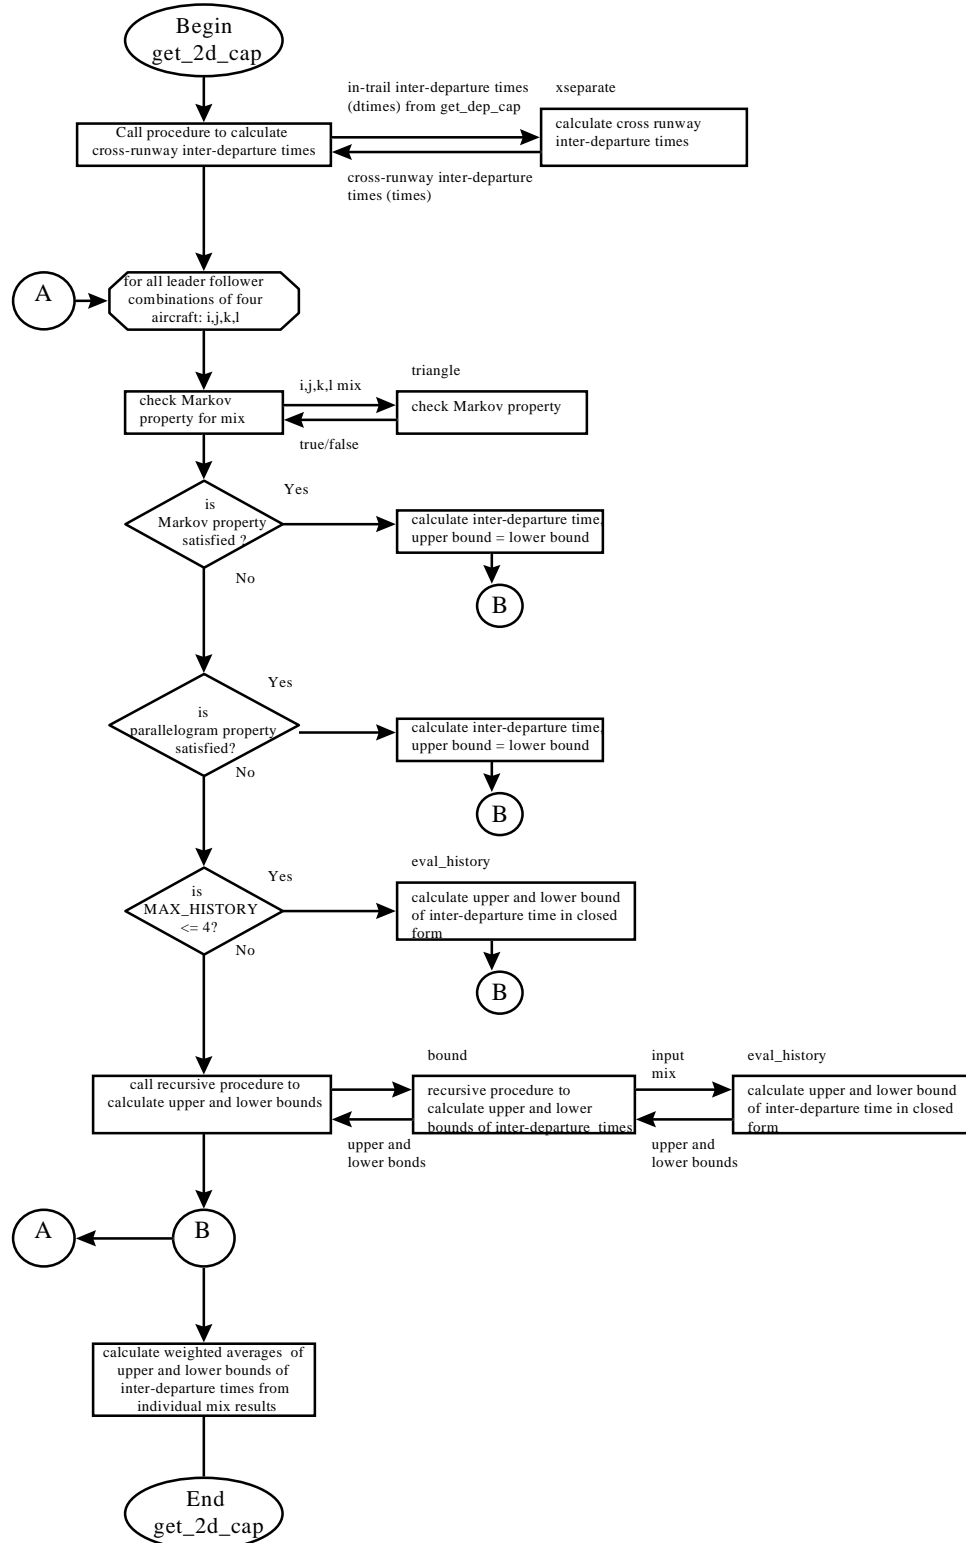 Begin
get_2d_cap
in-trail inter-departure times
(dtimes) from get_dep_cap
xseparate
Call procedure to calculate
cross-runway inter-departure times
calculate cross runway
inter-departure times
cross-runway inter-departure
times (times)
A
for all leader follower
combinations of four
aircraft: i,j,k,l
triangle
i,j,k,l mix
check Markov
property for mix
check Markov property
true/false
Yes
is
Markov property
satisfied ?
calculate inter-departure time,
upper bound = lower bound
No
B
Yes
is
parallelogram property
satisfied?
calculate inter-departure time,
upper bound = lower bound
No
B
eval_history
Yes
is
MAX_HISTORY
<= 4?
calculate upper and lower bound
of inter-departure time in closed
form
No
B
bound
input
mix
eval_history
call recursive procedure to
calculate upper and lower bounds
recursive procedure to
calculate upper and lower
bounds of inter-departure times
calculate upper and lower bound
of inter-departure time in closed
form
upper and
lower bonds
upper and
lower bounds
A
B
calculate weighted averages of
upper and lower bounds of
inter-departure times from
individual mix results
End
get_2d_cap